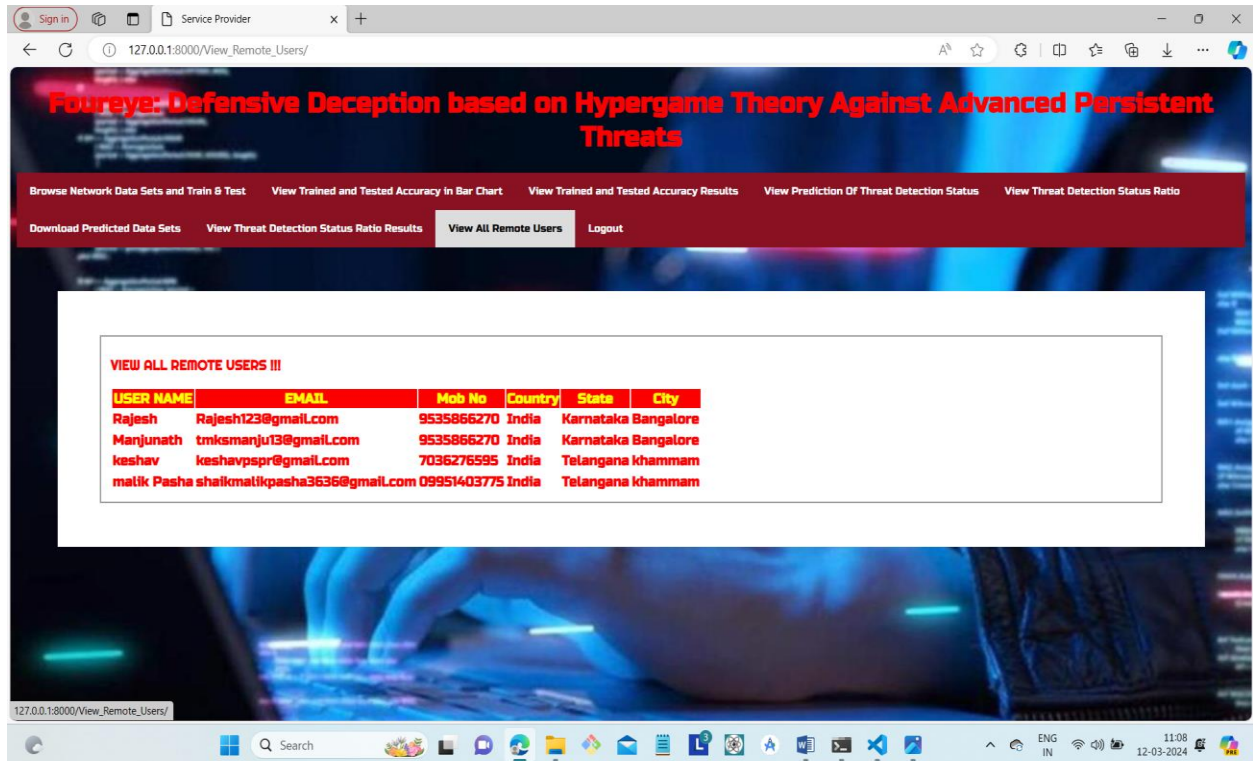 Sign in
Service Provider
127.0.0.1:8000/View_Remote_Users/
Foureye: Defensive Deception based on Hypergame Theory Against Advanced Persistent
Threats
Browse Network Data Sets and Train & Test View Trained and Tested Accuracy in Bar Chart View Trained and Tested Accuracy Results View Prediction Of Threat Detection Status View Threat Detection Status Ratio
Download Predicted Data Sets View Threat Detection Status Ratio Results View All Remote Users Logout
VIEW ALL REMOTE USERS !!!
USER NAME EMAIL Mob No Country State City
Rajesh Rajesh123@gmail.com 9535866270 India Karnataka Bangalore
Manjunath tmksmanju13@gmail.com 9535866270 India Karnataka Bangalore
keshav keshavpspr@gmail.com 7036276595 India Telangana khammam
malik Pasha shaikmalikpasha3636@gmail.com 09951403775 India Telangana khammam
127.0.0.1:8000/View_Remote_Users/
Search
ENG
IN
11:08
12-03-2024